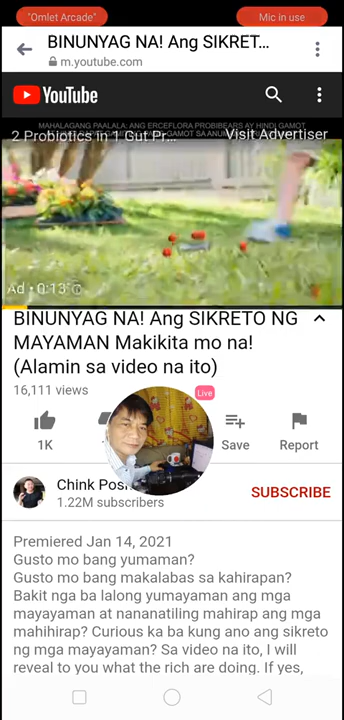 "Omlet Arcade"
Mic in use
BINUNYAG NA! Ang SIKRET...
m.youtube.com
YouTube
MAHALAGANG PAALALA: ANG ERCEFLORA PROBIBEARS AY HINDI GAMOT
2 Probiotics in 1 Gut Pr...
Visit Advertiser
Ad • 0:13
BINUNYAG NA! Ang SIKRETO NG
MAYAMAN Makikita mo na!
(Alamin sa video na ito)
16,111 views
Live
1K
Save
Report
Chink Posi
1.22M subscribers
SUBSCRIBE
Premiered Jan 14, 2021
Gusto mo bang yumaman?
Gusto mo bang makalabas sa kahirapan?
Bakit nga ba lalong yumayaman ang mga
mayayaman at nananatiling mahirap ang mga
mahihirap? Curious ka ba kung ano ang sikreto
ng mga mayayaman? Sa video na ito, I will
reveal to you what the rich are doing. If yes,